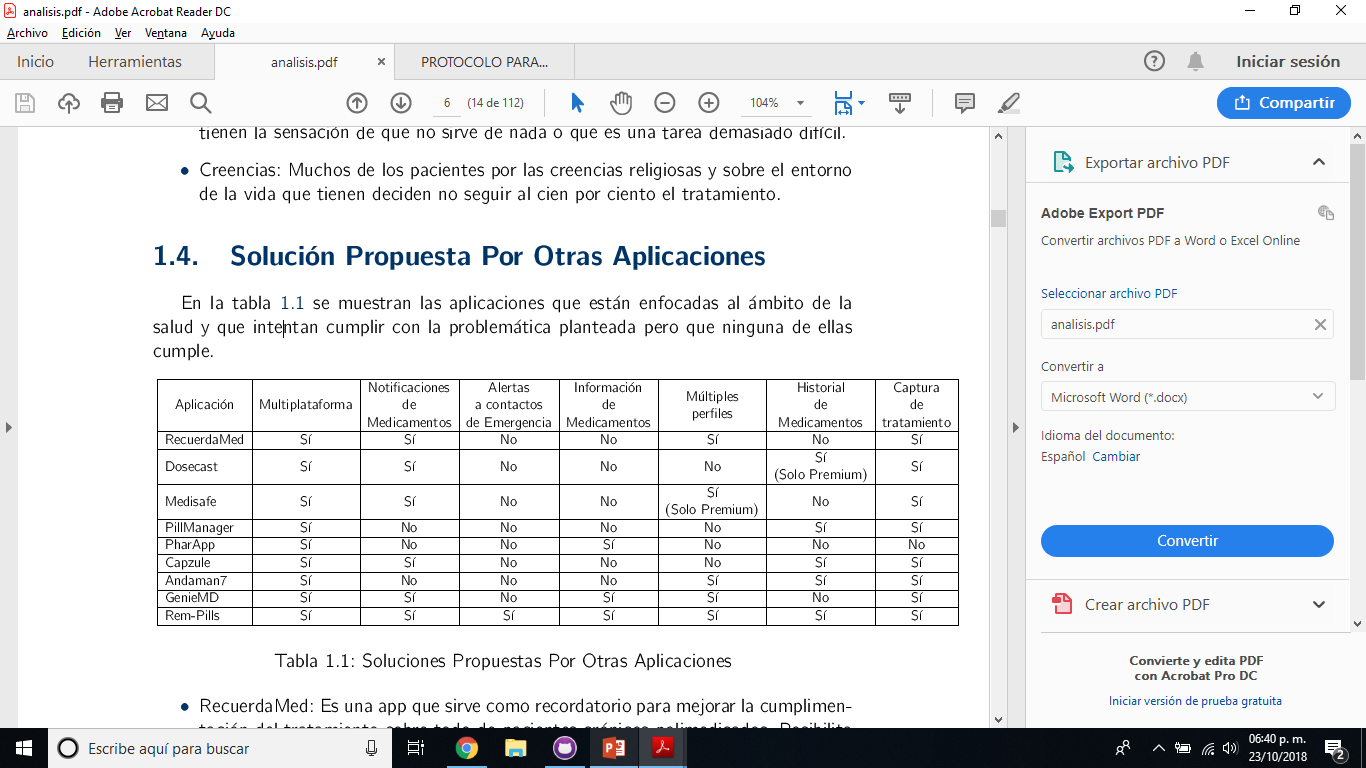 analisis.pdf - Adobe Acrobat Reader DC
Archivo Edición Ver Ventana Ayuda
Inicio Herramientas analisis.pdf × PROTOCOLO PARA... Iniciar sesión
6 (14 de 112) 104% Compartir
tienen la sensación de que no sirve de nada o que es una tarea demasiado difícil.
• Creencias: Muchos de los pacientes por las creencias religiosas y sobre el entorno
de la vida que tienen deciden no seguir al cien por ciento el tratamiento.
1.4. Solución Propuesta Por Otras Aplicaciones
En la tabla 1.1 se muestran las aplicaciones que están enfocadas al ámbito de la
salud y que intentan cumplir con la problemática planteada pero que ninguna de ellas
cumple.
Aplicación Multiplataforma Notificaciones de Medicamentos Alertas a contactos de Emergencia Información de Medicamentos Múltiples perfiles Historial de Medicamentos Captura de tratamiento
RecuerdaMed Sí Sí No No Sí No Sí
Dosecast Sí Sí No No No Sí (Solo Premium) Sí
Medisafe Sí Sí No No Sí (Solo Premium) No Sí
PillManager Sí No No No No Sí Sí
PharApp Sí No No Sí No No No
Capzule Sí Sí No No No Sí Sí
Andaman7 Sí No No No Sí Sí Sí
GenieMD Sí Sí No Sí Sí No Sí
Rem-Pills Sí Sí Sí Sí Sí Sí Sí
Tabla 1.1: Soluciones Propuestas Por Otras Aplicaciones
• RecuerdaMed: Es una app que sirve como recordatorio para mejorar la cumplimen-
tación del tratamiento sobre todo de pacientes crónicos polimedicados. Posibilita
Exportar archivo PDF
Adobe Export PDF
Convertir archivos PDF a Word o Excel Online
Seleccionar archivo PDF
analisis.pdf
Convertir a
Microsoft Word (*.docx)
Idioma del documento:
Español Cambiar
Convertir
Crear archivo PDF
Convierte y edita PDF
con Acrobat Pro DC
Iniciar versión de prueba gratuita
Escribe aquí para buscar
06:40 p. m.
23/10/2018
2